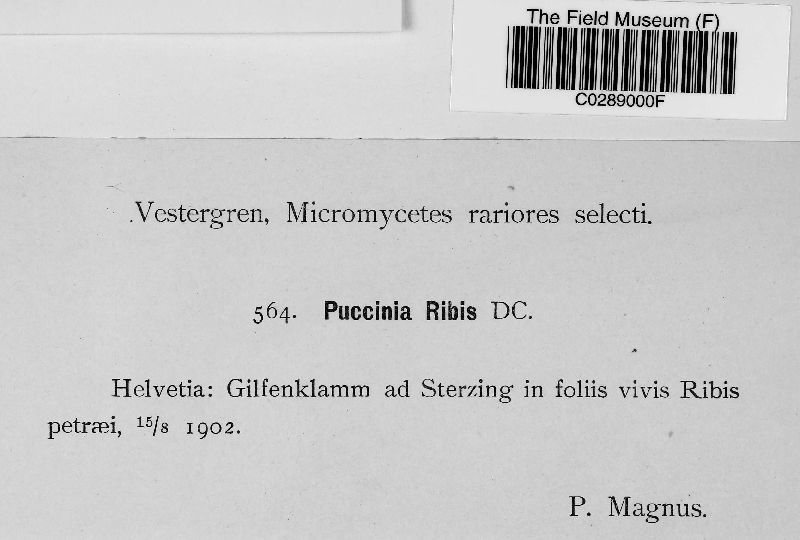 The Field Museum (F)
C0289000F
Vestergren, Micromycetes rariores selecti.
564. Puccinia Ribis DC.
Helvetia: Gilfenklamm ad Sterzing in foliis vivis Ribis
petræi, 15/8 1902.
P. Magnus.